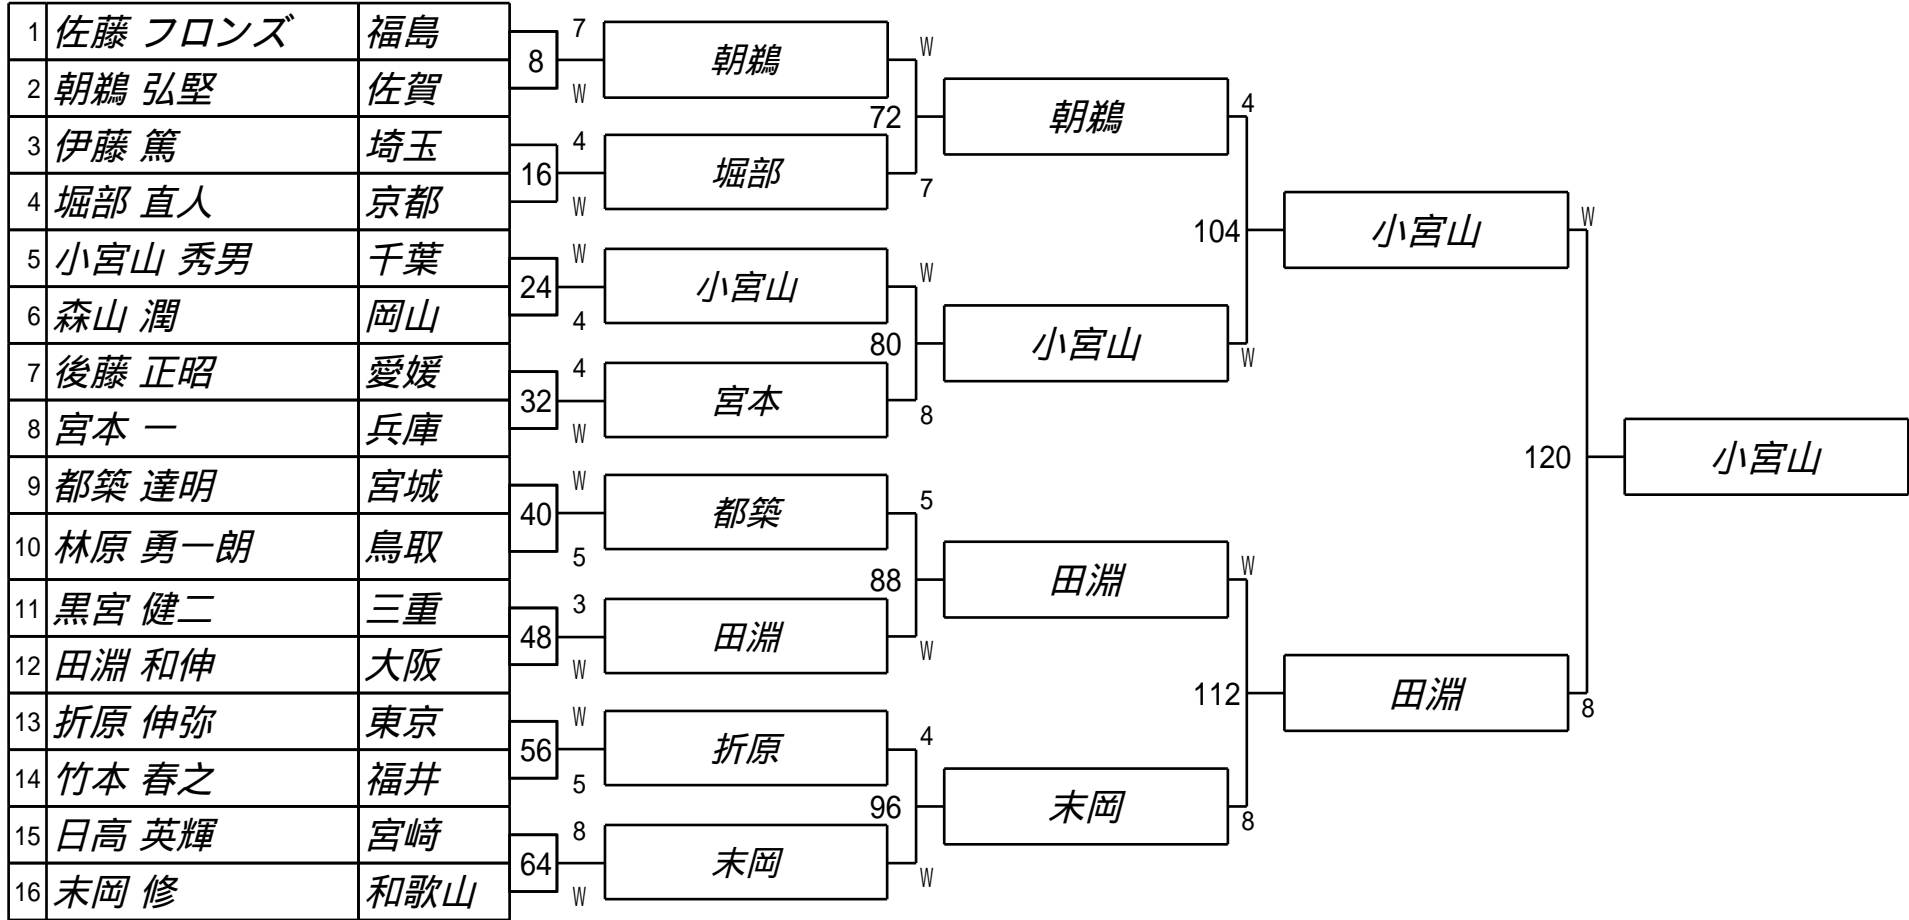 1 佐藤 フロンズ 福島
2 朝鵜 弘堅 佐賀
3 伊藤 篤 埼玉
4 堀部 直人 京都
5 小宮山 秀男 千葉
6 森山 潤 岡山
7 後藤 正昭 愛媛
8 宮本 一 兵庫
9 都築 達明 宮城
10 林原 勇一朗 鳥取
11 黒宮 健二 三重
12 田淵 和伸 大阪
13 折原 伸弥 東京
14 竹本 春之 福井
15 日高 英輝 宮﨑
16 末岡 修 和歌山
7
8
W
4
16
W
W
24
4
4
32
W
W
40
5
3
48
W
W
56
5
8
64
W
朝鵜
堀部
小宮山
宮本
都築
田淵
折原
末岡
W
72
7
W
80
8
5
88
W
4
96
W
朝鵜
小宮山
田淵
末岡
4
104
W
W
112
8
小宮山
田淵
W
120
8
小宮山